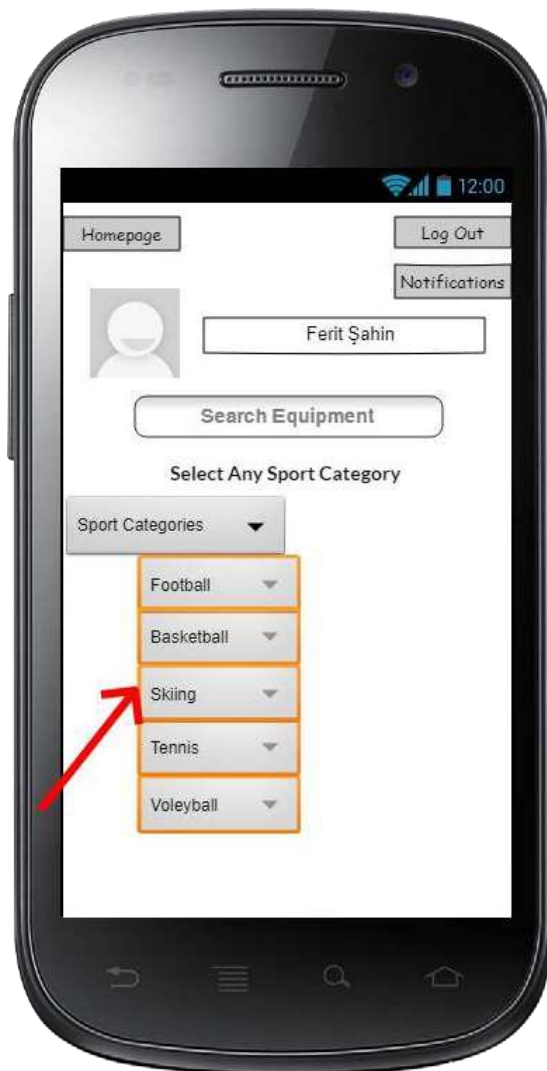 12:00
Homepage
Log Out
Notifications
Ferit Şahin
Search Equipment
Select Any Sport Category
Sport Categories
Football
Basketball
Skiing
Tennis
Voleyball